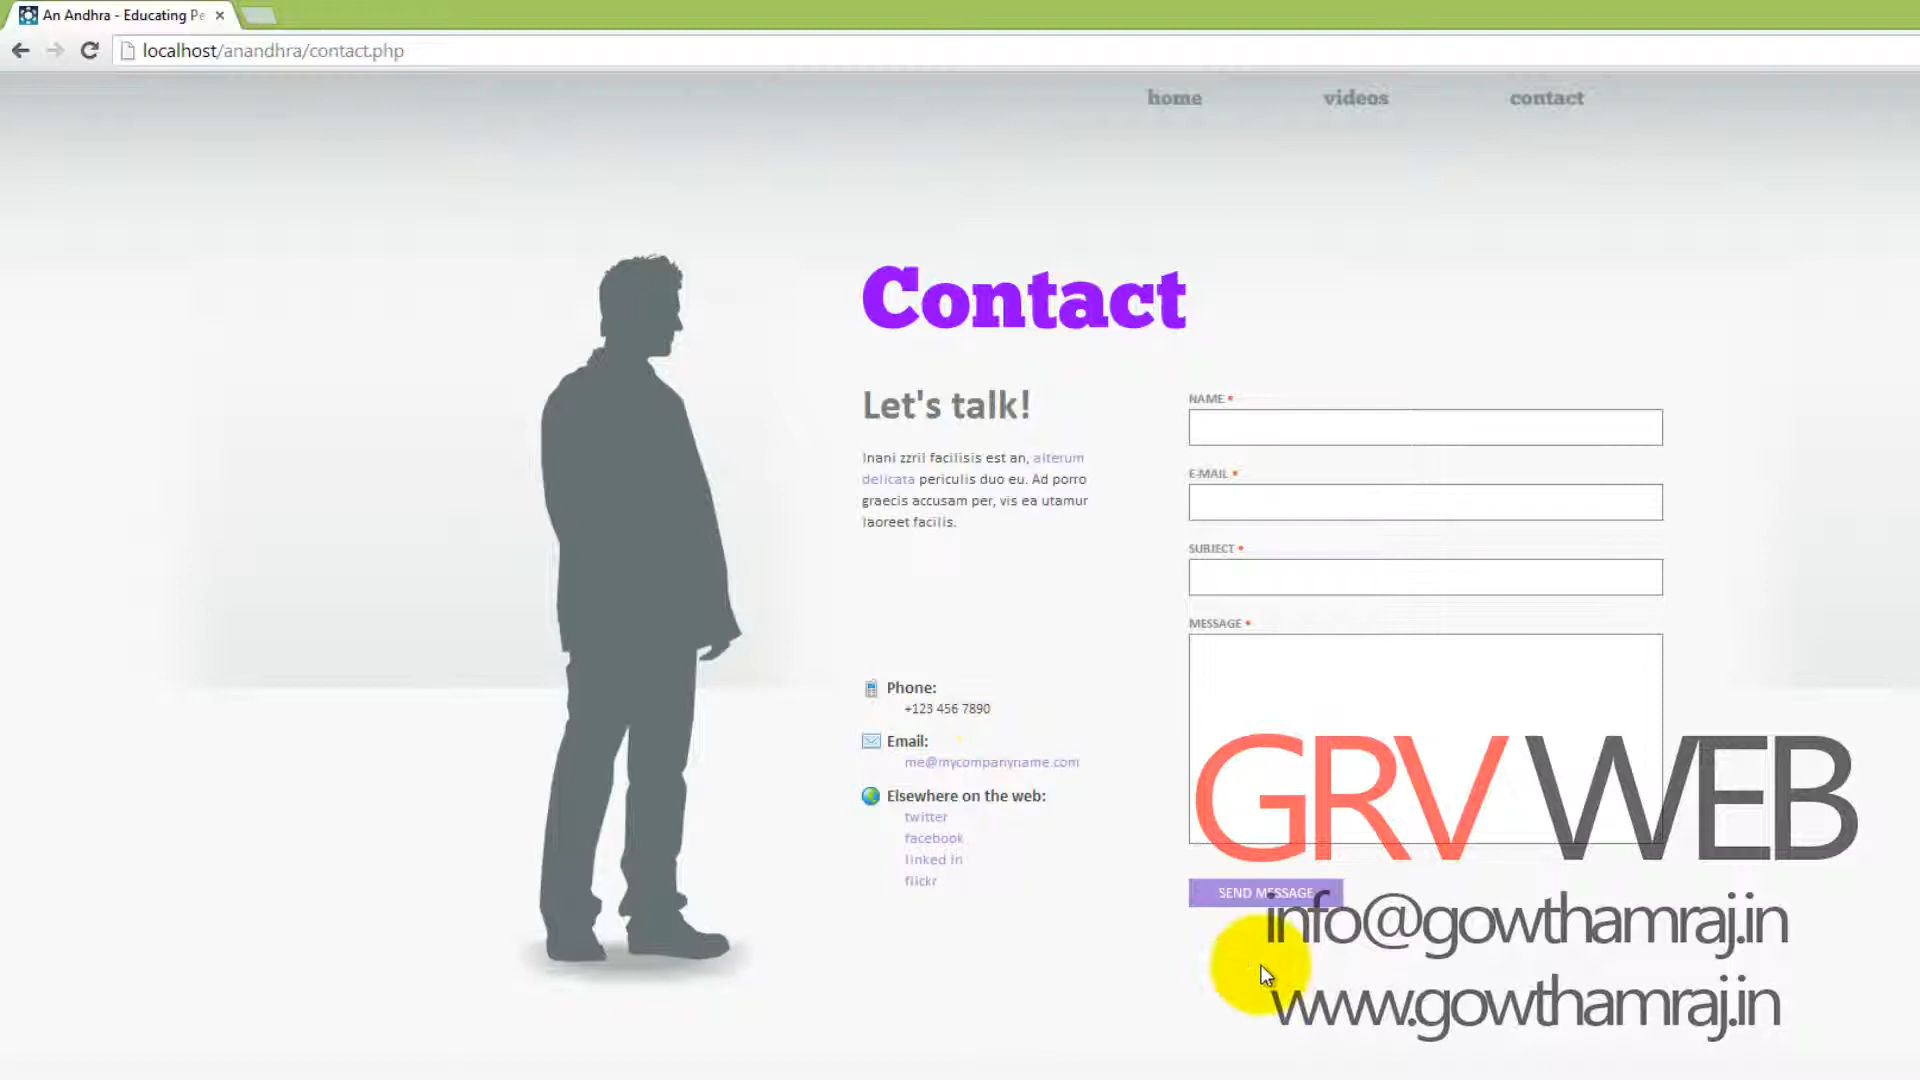 An Andhra - Educating Pe
localhost/anandhra/contact.php
home videos contact
Contact
Let's talk!
Inani zzril facilisis est an, alterum
delicata periculis duo eu. Ad porro
graecis accusam per, vis ea utamur
laoreet facilis.
Phone:
+123 456 7890
Email:
me@mycompanyname.com
Elsewhere on the web:
twitter
facebook
linked in
flickr
NAME *
E-MAIL *
SUBJECT *
MESSAGE *
SEND MESSAGE
GRV WEB
info@gowthamraj.in
www.gowthamraj.in